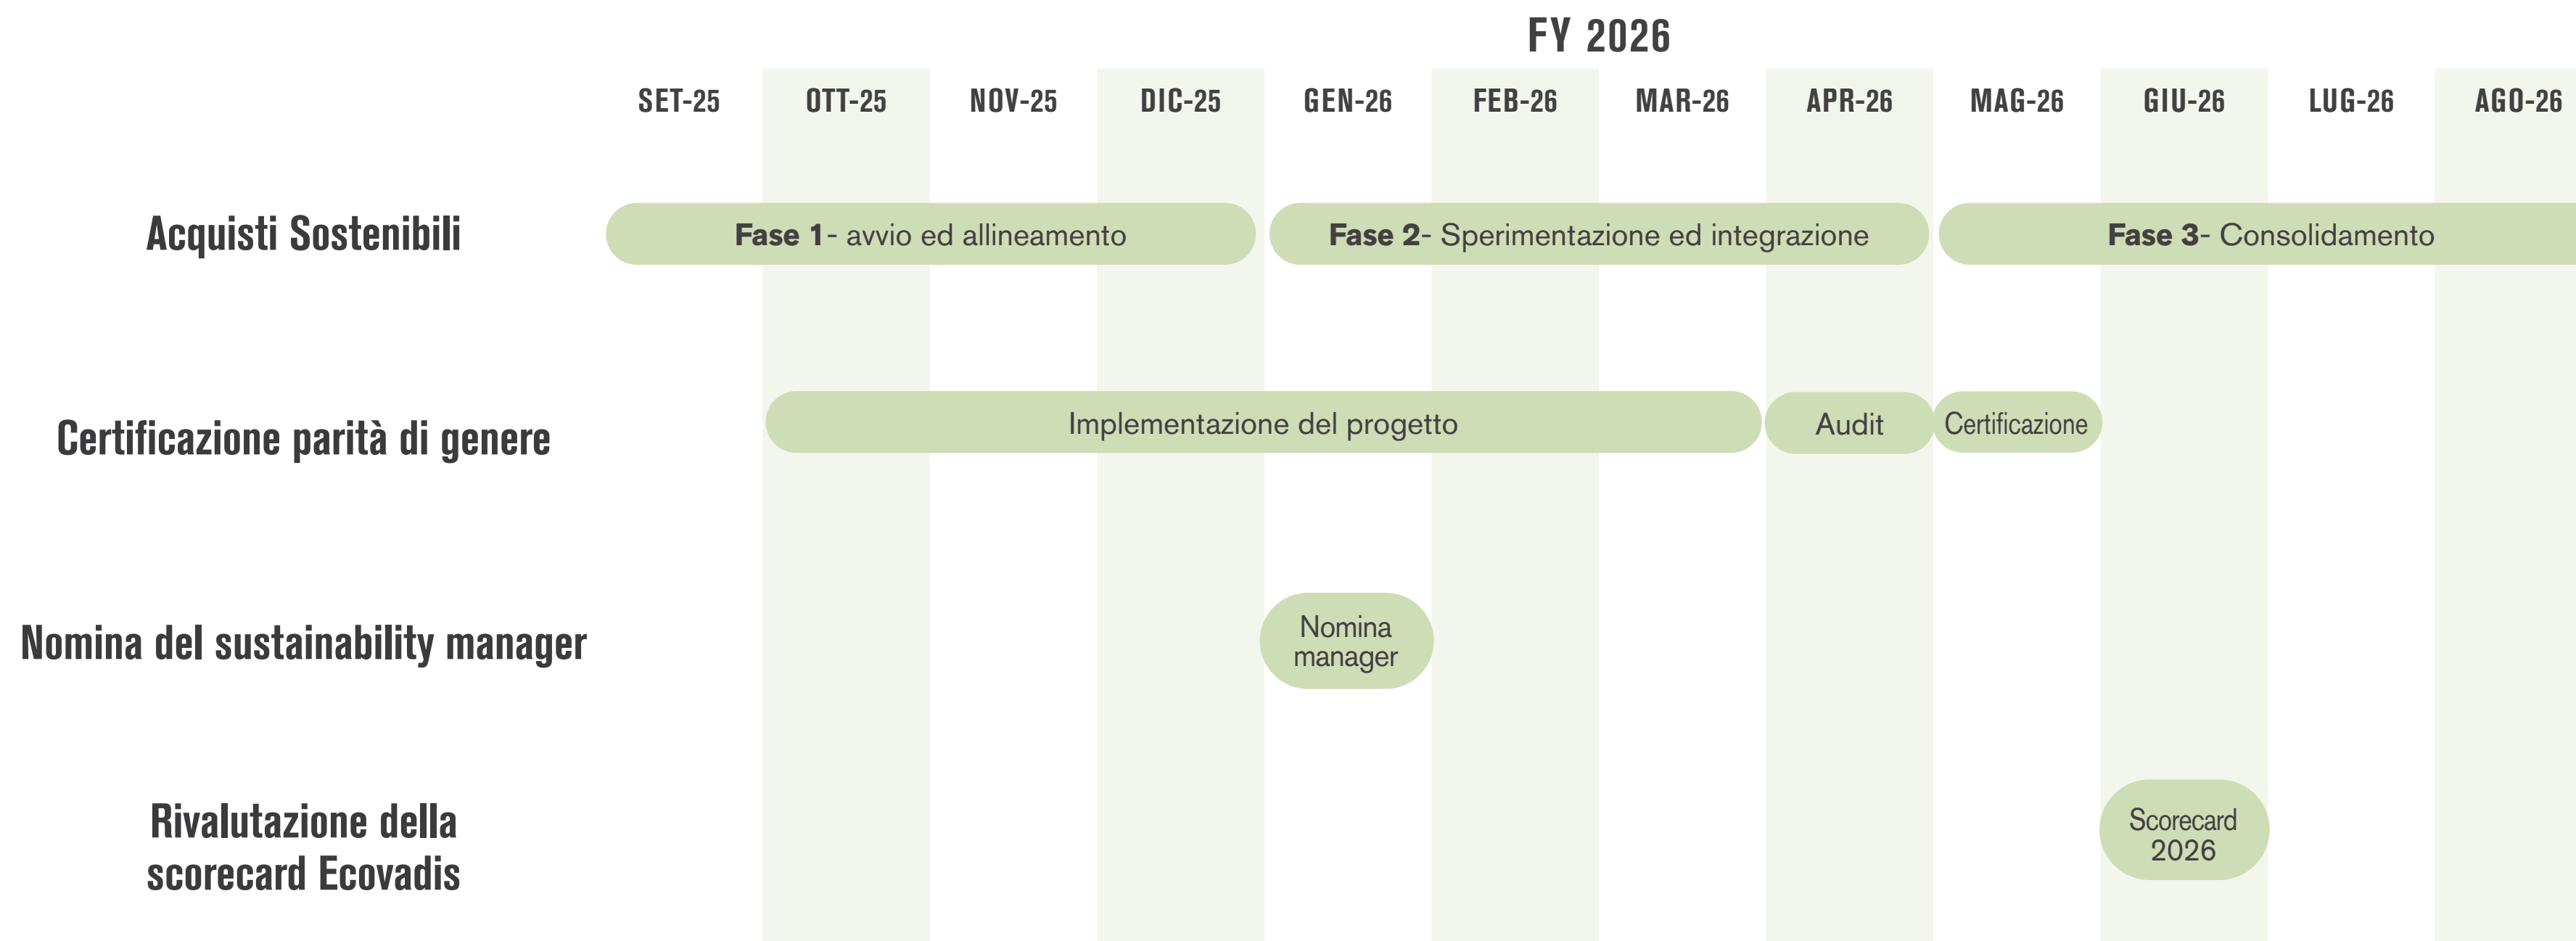 FY 2026
SET-25 OTT-25 NOV-25 DIC-25 GEN-26 FEB-26 MAR-26 APR-26 MAG-26 GIU-26 LUG-26 AGO-26
Acquisti Sostenibili
Fase 1- avvio ed allineamento
Fase 2- Sperimentazione ed integrazione
Fase 3- Consolidamento
Certificazione parità di genere
Implementazione del progetto
Audit
Certificazione
Nomina del sustainability manager
Nomina
manager
Rivalutazione della
scorecard Ecovadis
Scorecard
2026